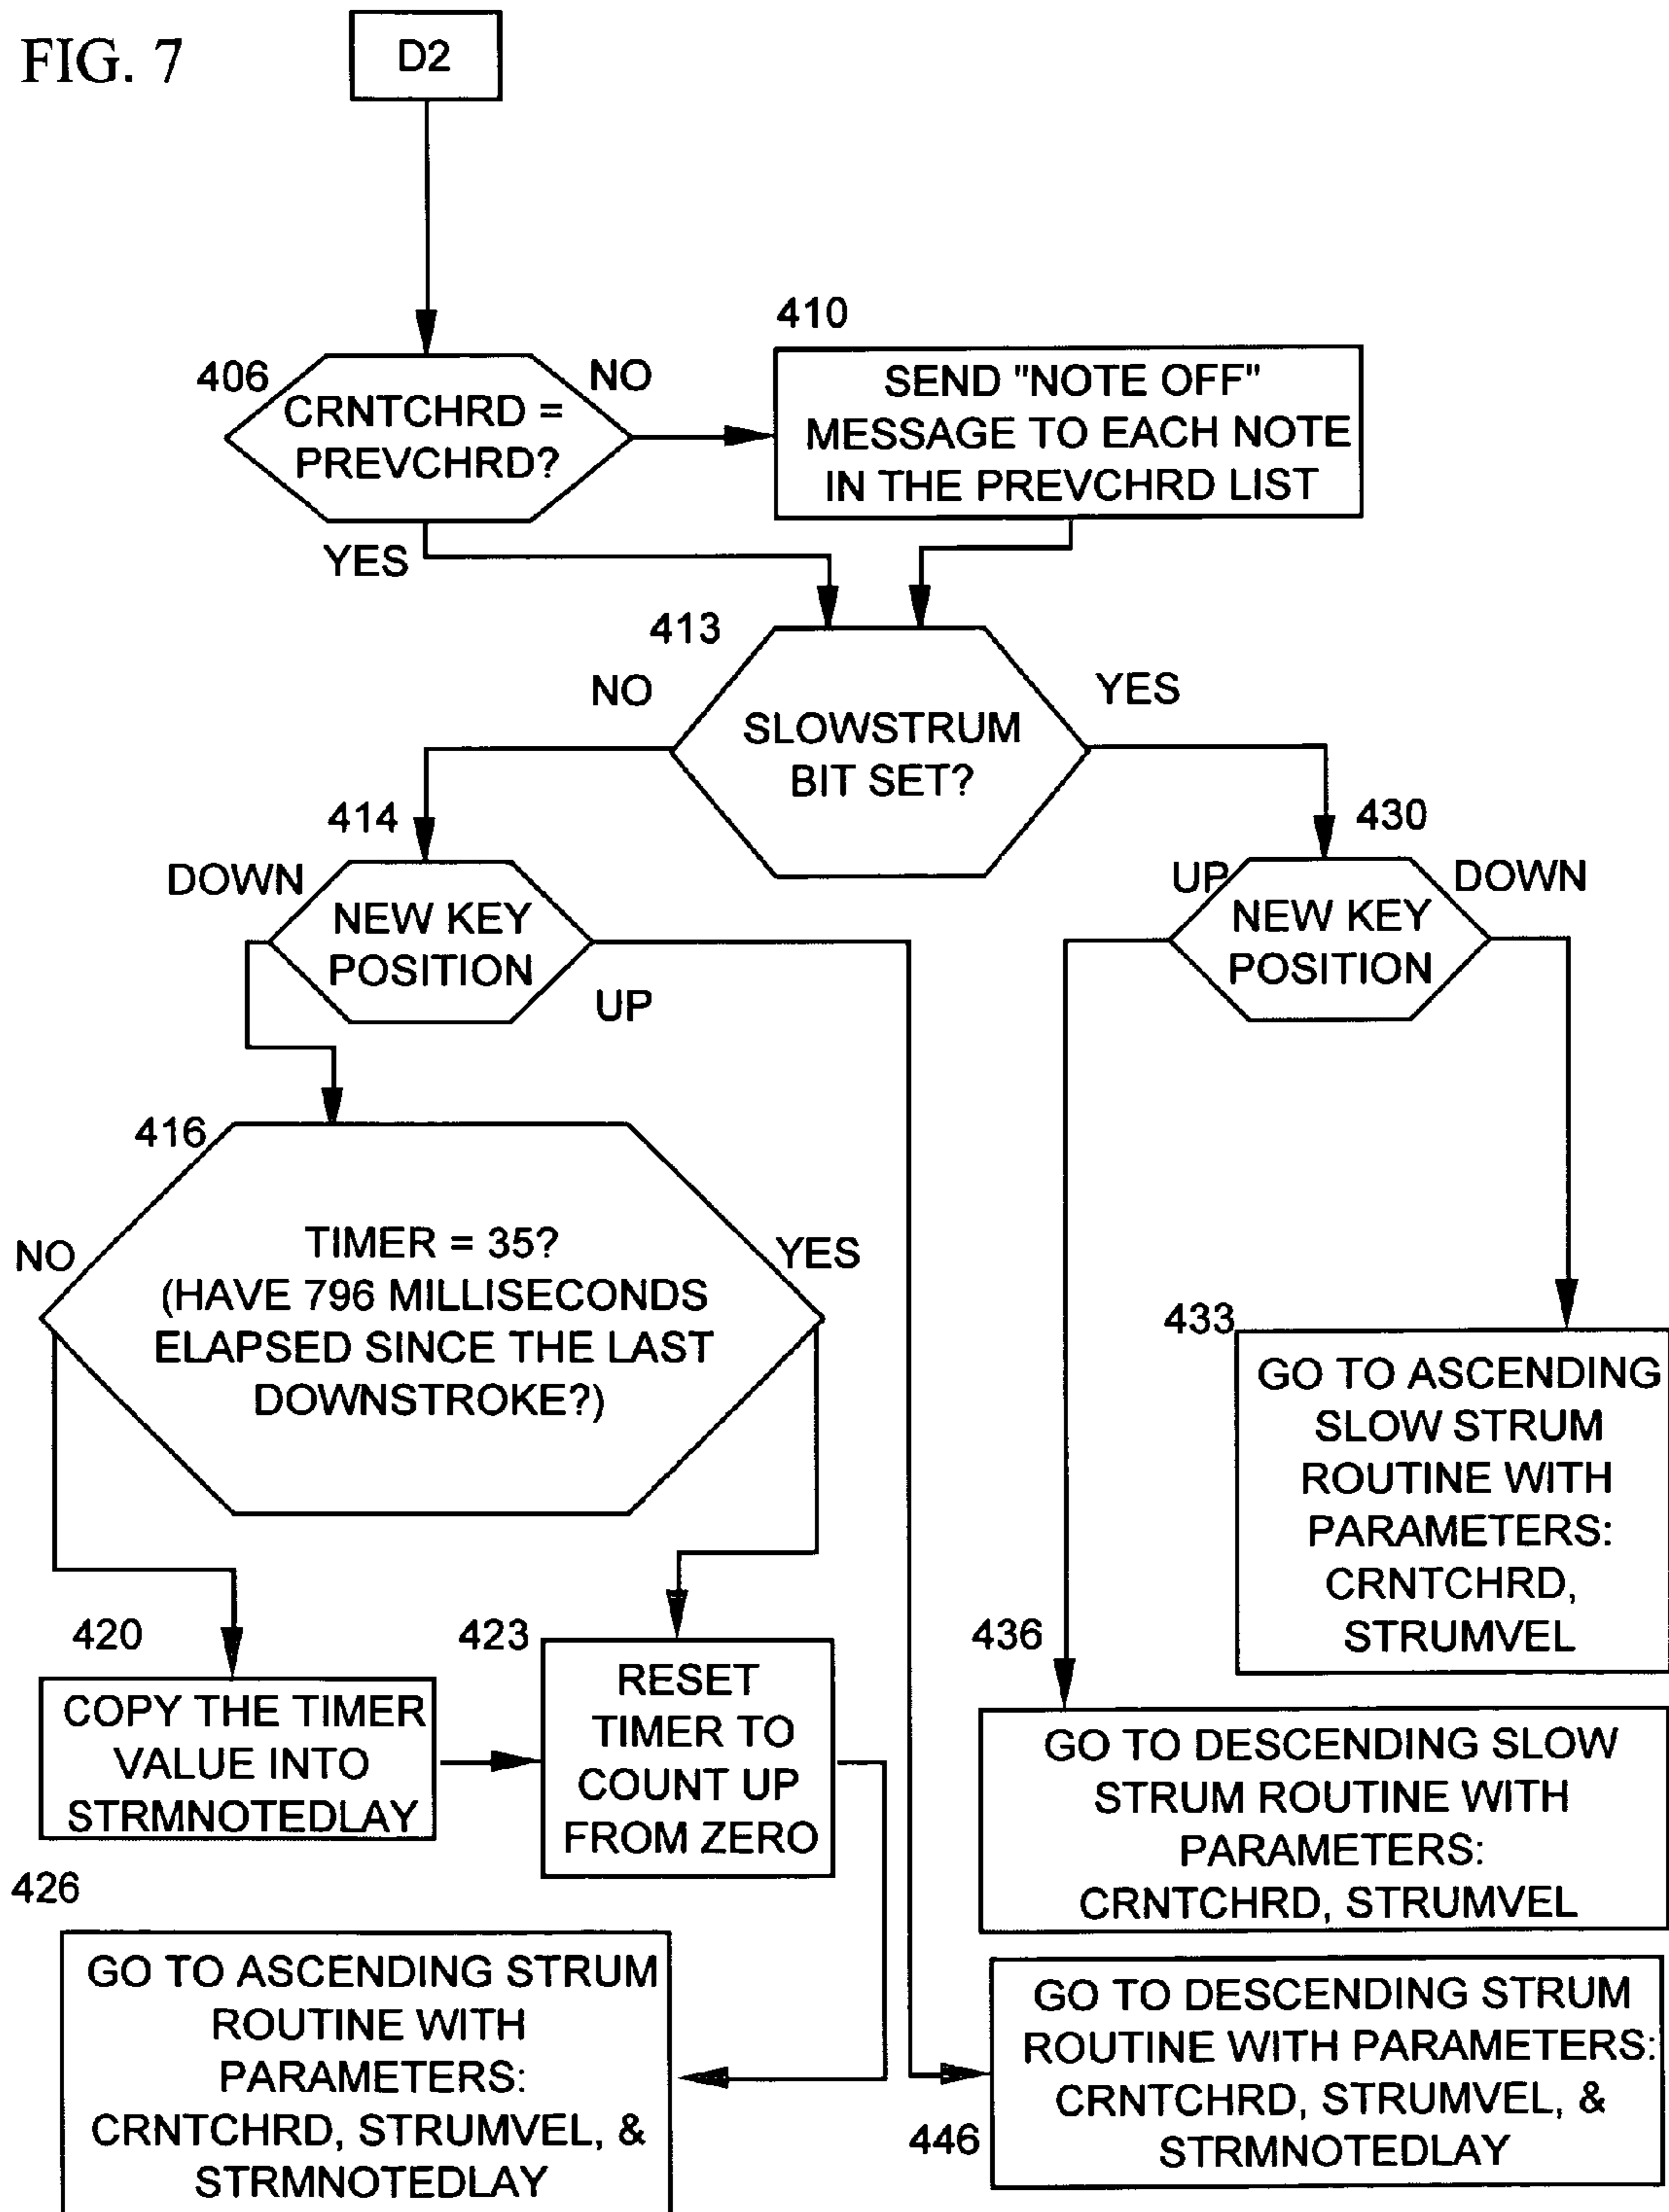 FIG. 7
D2
406
CRNTCHRD =
PREVCHRD?
NO
YES
410
SEND "NOTE OFF"
MESSAGE TO EACH NOTE
IN THE PREVCHRD LIST
413
NO
YES
SLOWSTRUM
BIT SET?
414
DOWN
NEW KEY
POSITION
UP
430
UP
DOWN
NEW KEY
POSITION
416
NO
YES
TIMER = 35?
(HAVE 796 MILLISECONDS
ELAPSED SINCE THE LAST
DOWNSTROKE?)
433
GO TO ASCENDING
SLOW STRUM
ROUTINE WITH
PARAMETERS:
CRNTCHRD,
STRUMVEL
420
COPY THE TIMER
VALUE INTO
STRMNOTEDLAY
423
RESET
TIMER TO
COUNT UP
FROM ZERO
436
GO TO DESCENDING SLOW
STRUM ROUTINE WITH
PARAMETERS:
CRNTCHRD, STRUMVEL
426
GO TO ASCENDING STRUM
ROUTINE WITH
PARAMETERS:
CRNTCHRD, STRUMVEL, &
STRMNOTEDLAY
446
GO TO DESCENDING STRUM
ROUTINE WITH PARAMETERS:
CRNTCHRD, STRUMVEL, &
STRMNOTEDLAY